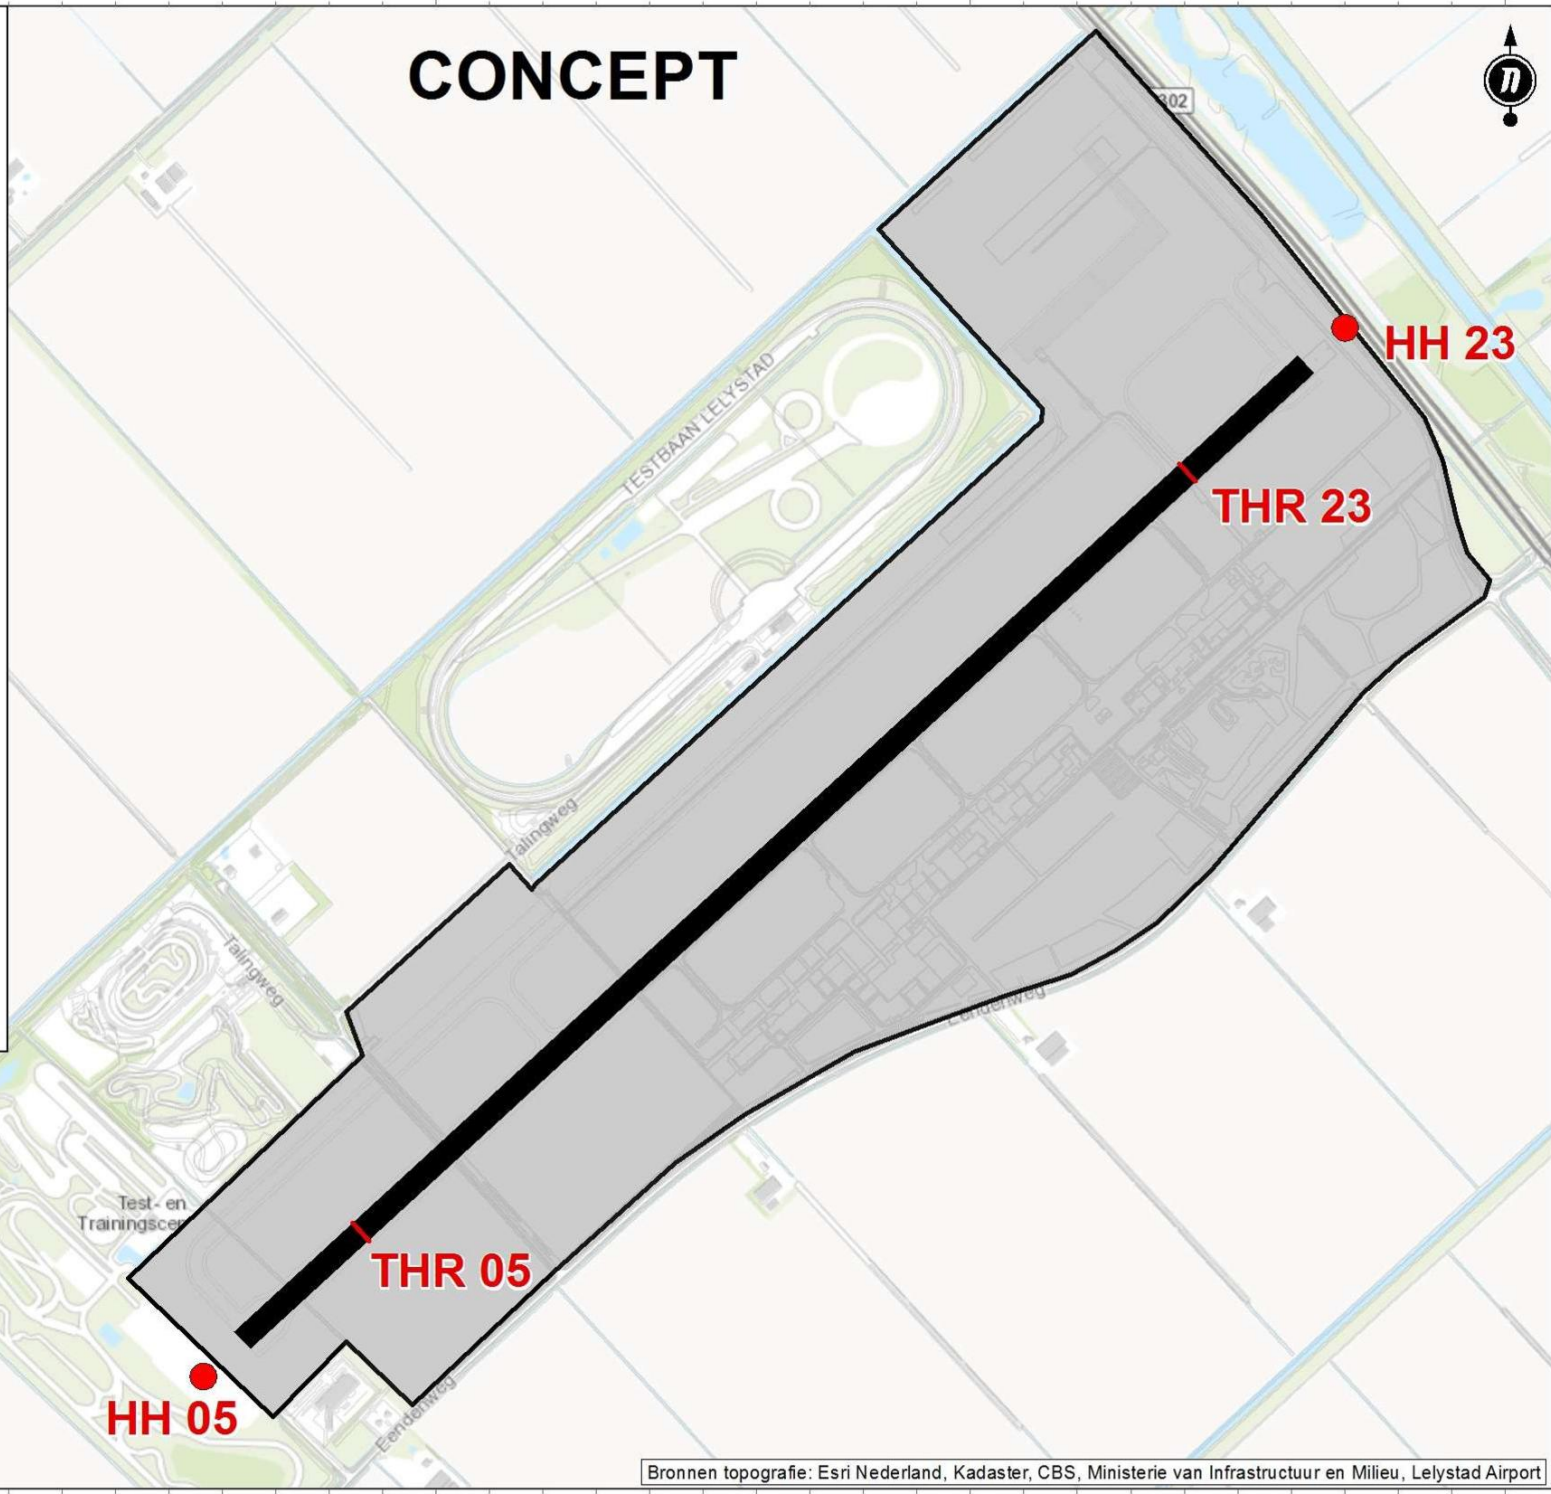 CONCEPT
302
HH 23
TESTBAAN LELYSTAD
THR 23
Talingweg
Talingweg
Eendenweg
Test- en
Trainingscen
THR 05
HH 05
Eendenweg
Bronnen topografie: Esri Nederland, Kadaster, CBS, Ministerie van Infrastructuur en Milieu, Lelystad Airport